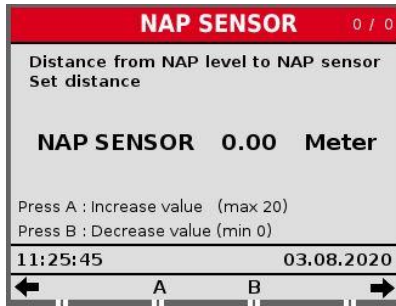 NAP SENSOR 0 / 0
Distance from NAP level to NAP sensor
Set distance
NAP SENSOR 0.00 Meter
Press A : Increase value (max 20)
Press B : Decrease value (min 0)
11:25:45 03.08.2020
A B